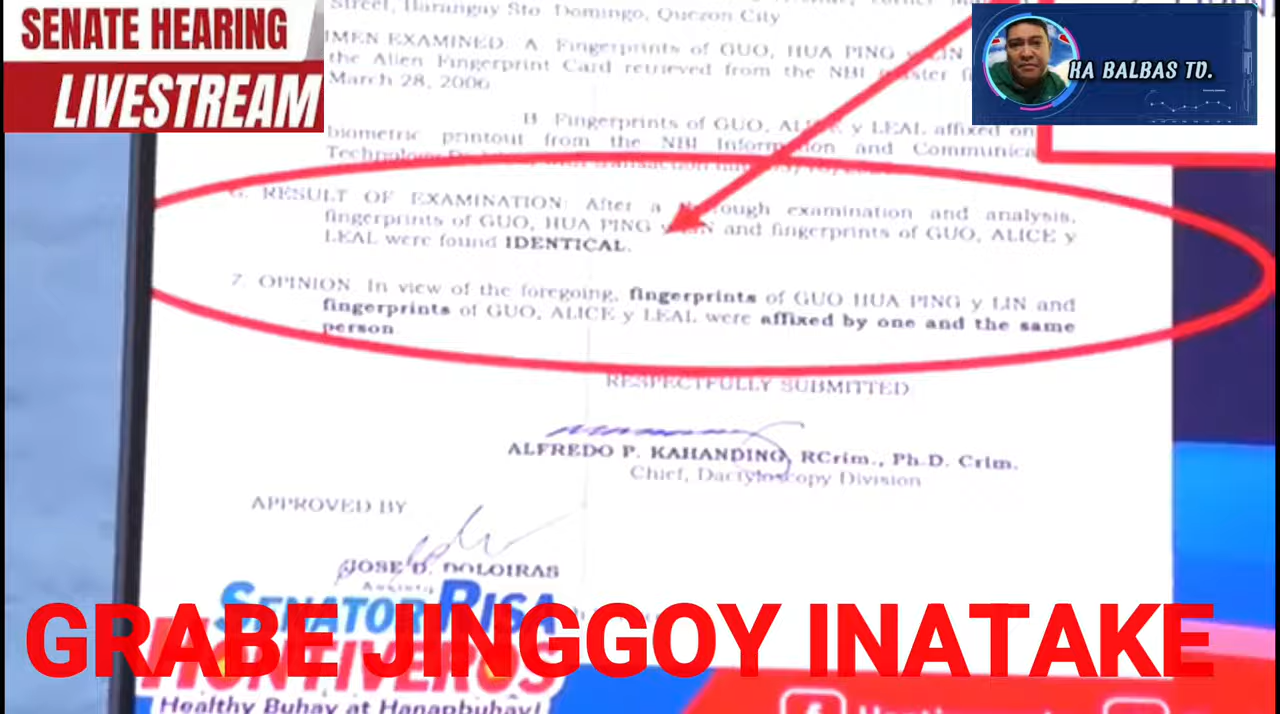 SENATE HEARING
LIVESTREAM
KA BALBAS TV.
Street, Barangay Sto. Domingo, Quezon City
IMEN EXAMINED: A Fingerprints of GUO, HUA PING y LIN
the Alien Fingerprint Card retrieved from the NBI master
March 28, 2006
B Fingerprints of GUO, ALICE y LEAL affixed on
biometric printout from the NBI Information and Communica
6. RESULT OF EXAMINATION: After a thorough examination and analysis,
fingerprints of GUO, HUA PING y LIN and fingerprints of GUO, ALICE y
LEAL were found IDENTICAL.
7. OPINION: In view of the foregoing, fingerprints of GUO HUA PING y LIN and
fingerprints of GUO, ALICE y LEAL were affixed by one and the same
person
RESPECTFULLY SUBMITTED:
ALFREDO P. KAHANDING, RCrim., Ph.D. Crim.
Chief, Dactyloscopy Division
APPROVED BY
JOSE D. DOLOIRAS
SENATOR RISA
HONTIVEROS
Healthy Buhay at Hanapbuhay!
GRABE JINGGOY INATAKE